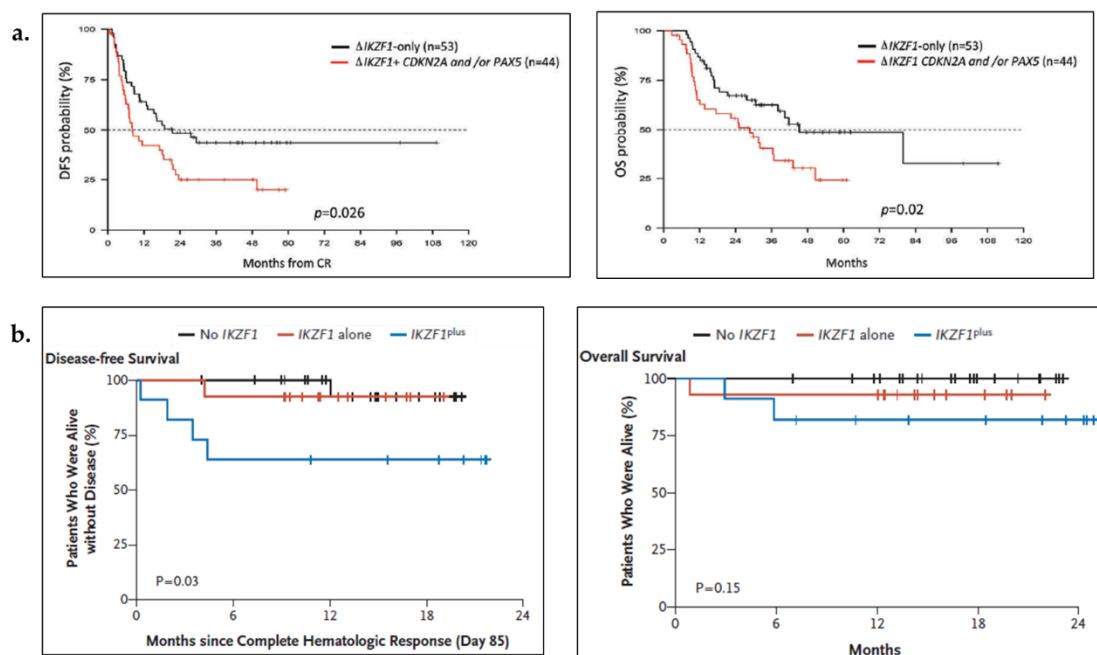 a.
100
75
50
25
0
DFS probability (%)
ΔIKZF1-only (n=53)
ΔIKZF1+ CDKN2A and /or PAX5 (n=44)
p=0.026
0 12 24 36 48 60 72 84 96 108 120
Months from CR
100
75
50
25
0
OS probability (%)
ΔIKZF1-only (n=53)
ΔIKZF1 CDKN2A and/or PAX5 (n=44)
p=0.02
0 12 24 36 48 60 72 84 96 108 120
Months
b.
No IKZF1 IKZF1 alone IKZF1plus
Disease-free Survival
100
75
50
25
0
Patients Who Were Alive
without Disease (%)
P=0.03
0 12 24
Months since Complete Hematologic Response (Day 85)
No IKZF1 IKZF1 alone IKZF1plus
Overall Survival
100
75
50
25
0
Patients Who Were Alive (%)
P=0.15
0 6 12 18 24
Months